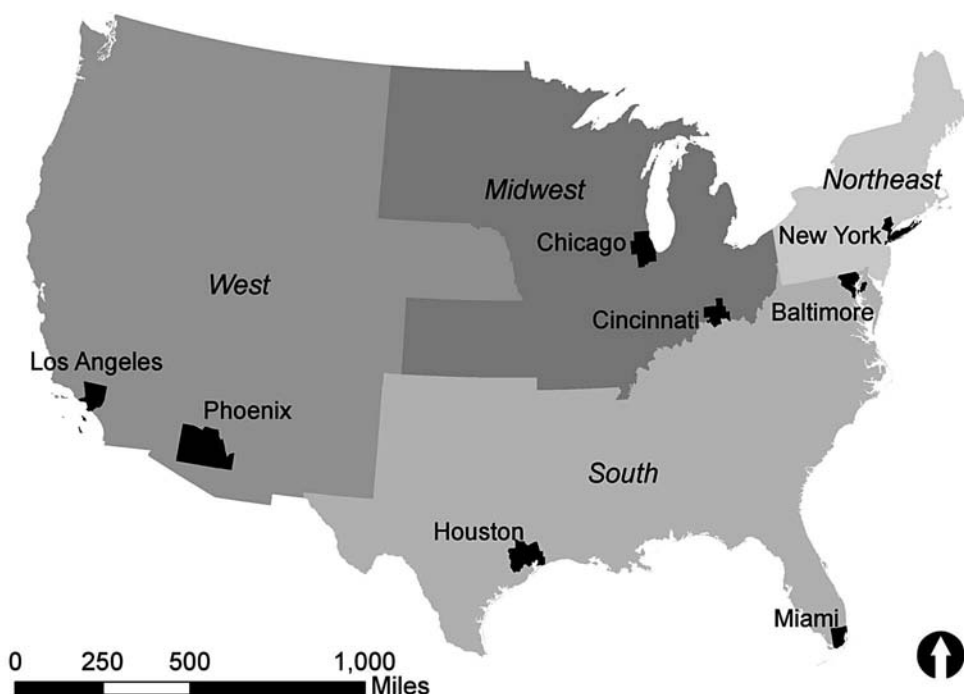 Midwest
Northeast
New York
Chicago
West
Cincinnati
Baltimore
Los Angeles
Phoenix
South
Houston
Miami
0 250 500 1,000
Miles